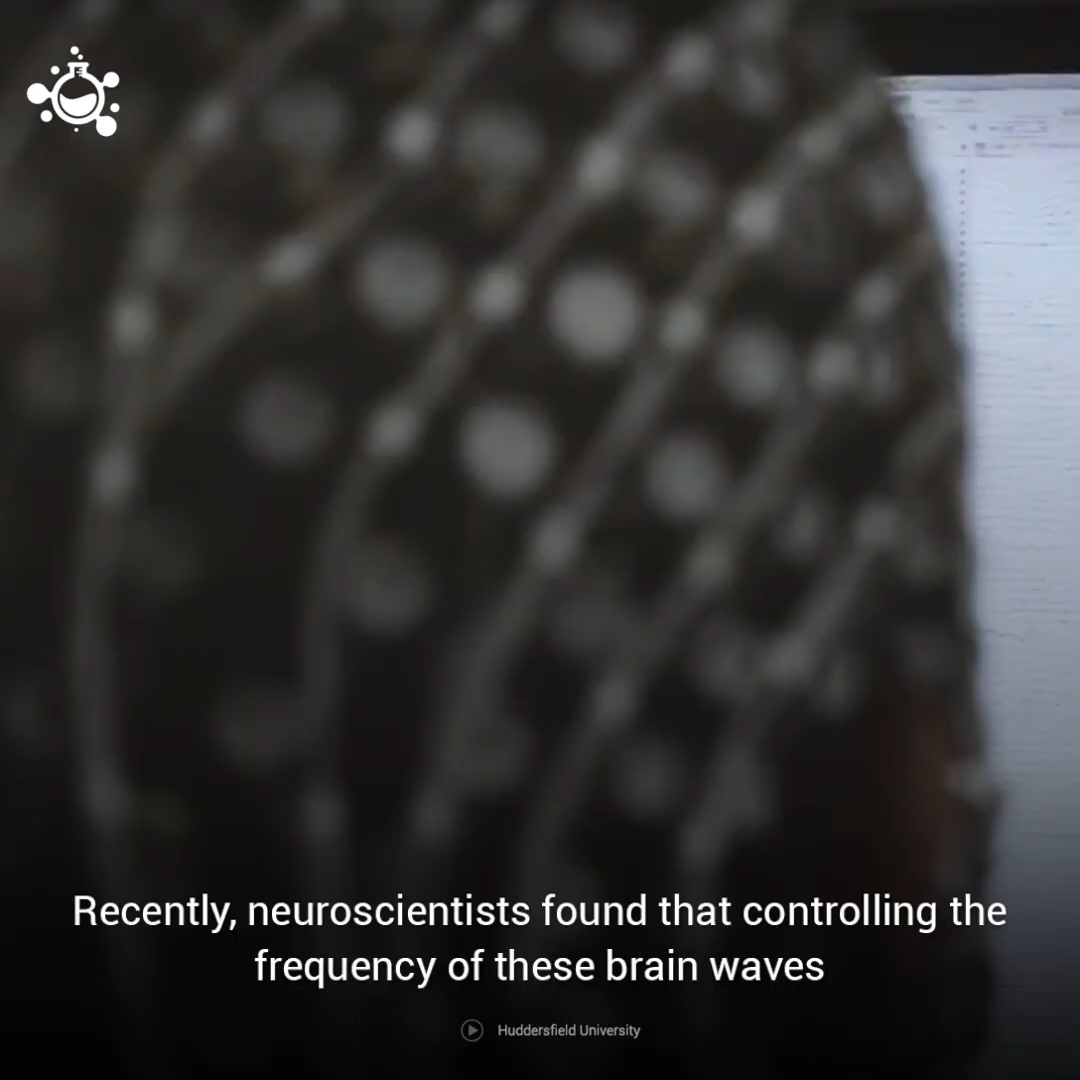 Recently, neuroscientists found that controlling the
frequency of these brain waves
Huddersfield University